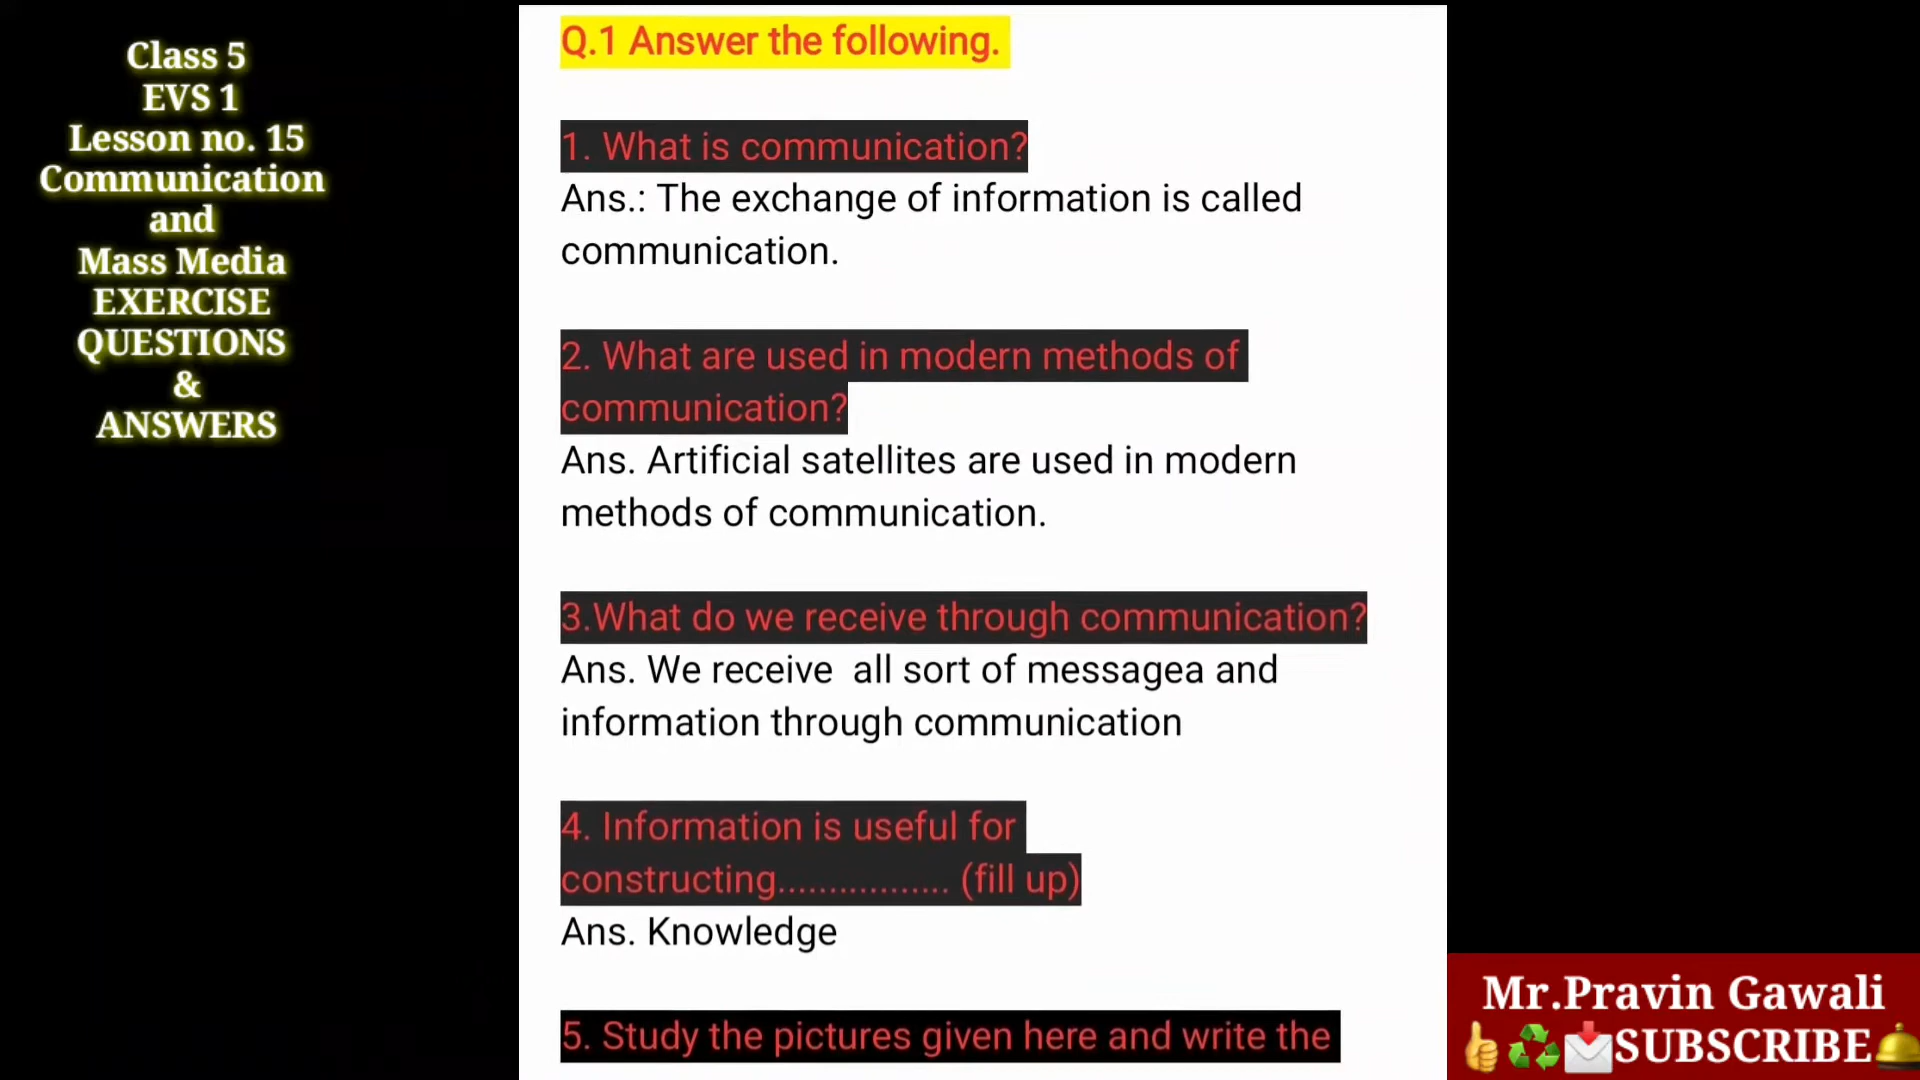 Class 5
EVS 1
Lesson no. 15
Communication
and
Mass Media
EXERCISE
QUESTIONS
&
ANSWERS
Q.1 Answer the following.
1. What is communication?
Ans.: The exchange of information is called
communication.
2. What are used in modern methods of
communication?
Ans. Artificial satellites are used in modern
methods of communication.
3.What do we receive through communication?
Ans. We receive  all sort of messagea and
information through communication
4. Information is useful for
constructing................. (fill up)
Ans. Knowledge
5. Study the pictures given here and write the
Mr.Pravin Gawali
👍♻️📩SUBSCRIBE🛎️